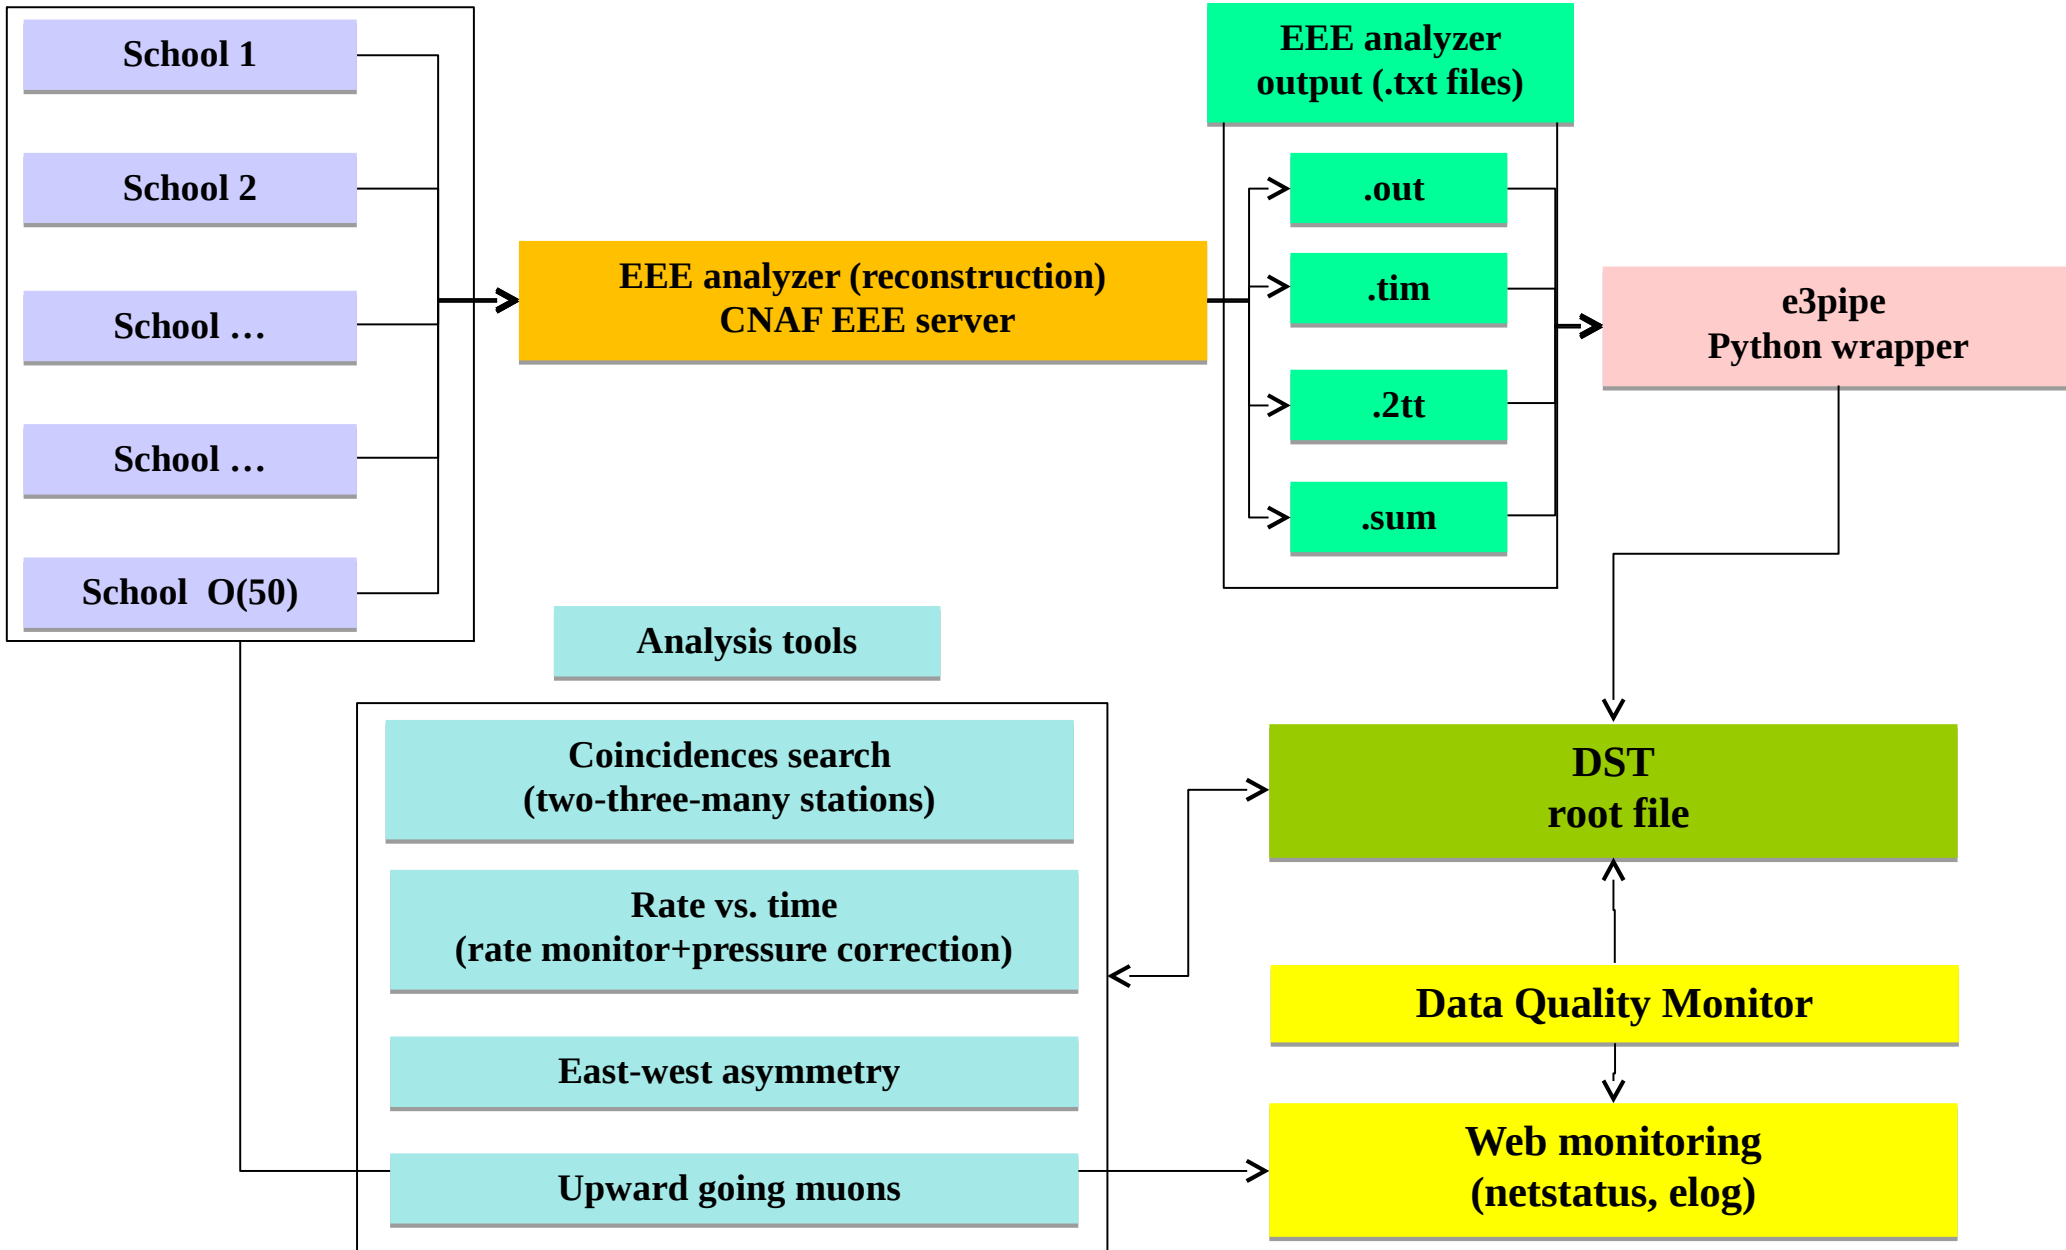 School 1
School 2
School …
School …
School  O(50)
EEE analyzer (reconstruction)
CNAF EEE server
EEE analyzer
output (.txt files)
.out
.tim
.2tt
.sum
e3pipe
Python wrapper
Analysis tools
Coincidences search
(two-three-many stations)
Rate vs. time
(rate monitor+pressure correction)
East-west asymmetry
Upward going muons
DST
root file
Data Quality Monitor
Web monitoring
(netstatus, elog)